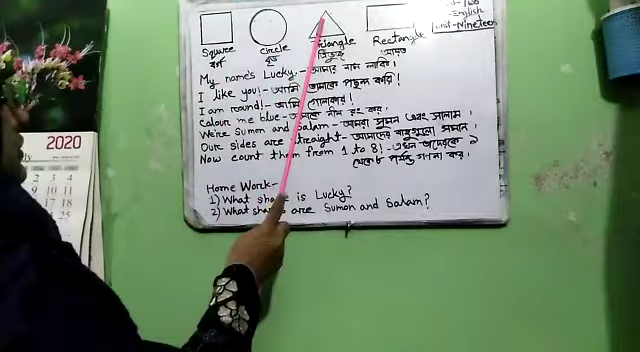 Two
English
unit-Nineteen
Square Circle Triangle Rectangle
বর্গ বৃত্ত ত্রিভুজ আয়ত
My name's Lucky.- আমার নাম লাকি।
I like you!- আমি তোমাকে পছন্দ করি!
I am round!- আমি গোলাকার!
Colour me blue- আমাকে নীল রং কর.
We're Sumon and Salam- আমরা সুমন এবং সালাম।
Our sides are straight- আমাদের বাহুগুলো সমান.
Now count them from 1 to 8!- এখন তাদেরকে ১
থেকে ৮ পর্যন্ত গণনা কর.
Home Work-
1) What shape is Lucky?
2) What shapes are Sumon and Salam?
2020